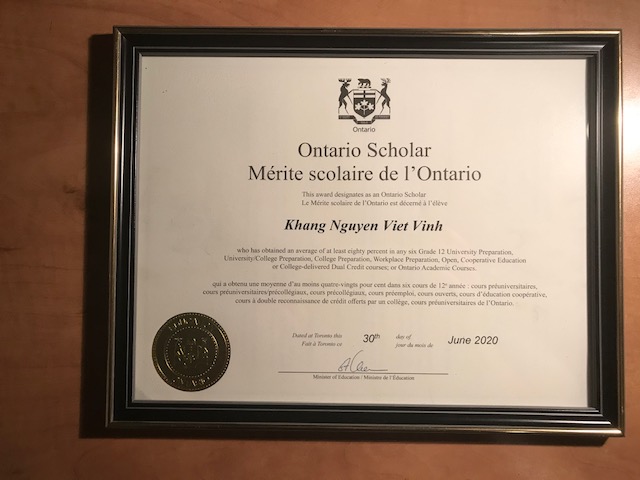 Ontario
Ontario Scholar
Mérite scolaire de l'Ontario
This award designates as an Ontario Scholar
Le Mérite scolaire de l'Ontario est décerné à l'élève
Khang Nguyen Viet Vinh
who has obtained an average of at least eighty percent in any six Grade 12 University Preparation,
University/College Preparation, College Preparation, Workplace Preparation, Open, Cooperative Education
or College-delivered Dual Credit courses; or Ontario Academic Courses.
qui a obtenu une moyenne d'au moins quatre-vingts pour cent dans six cours de 12e année : cours préuniversitaires,
cours préuniversitaires/précollégiaux, cours précollégiaux, cours préemploi, cours ouverts, cours d'éducation coopérative,
cours à double reconnaissance de crédit offerts par un collège, cours préuniversitaires de l'Ontario.
Dated at Toronto this 30th day of June 2020
Fait à Toronto ce jour du mois de
Minister of Education / Ministre de l'Éducation